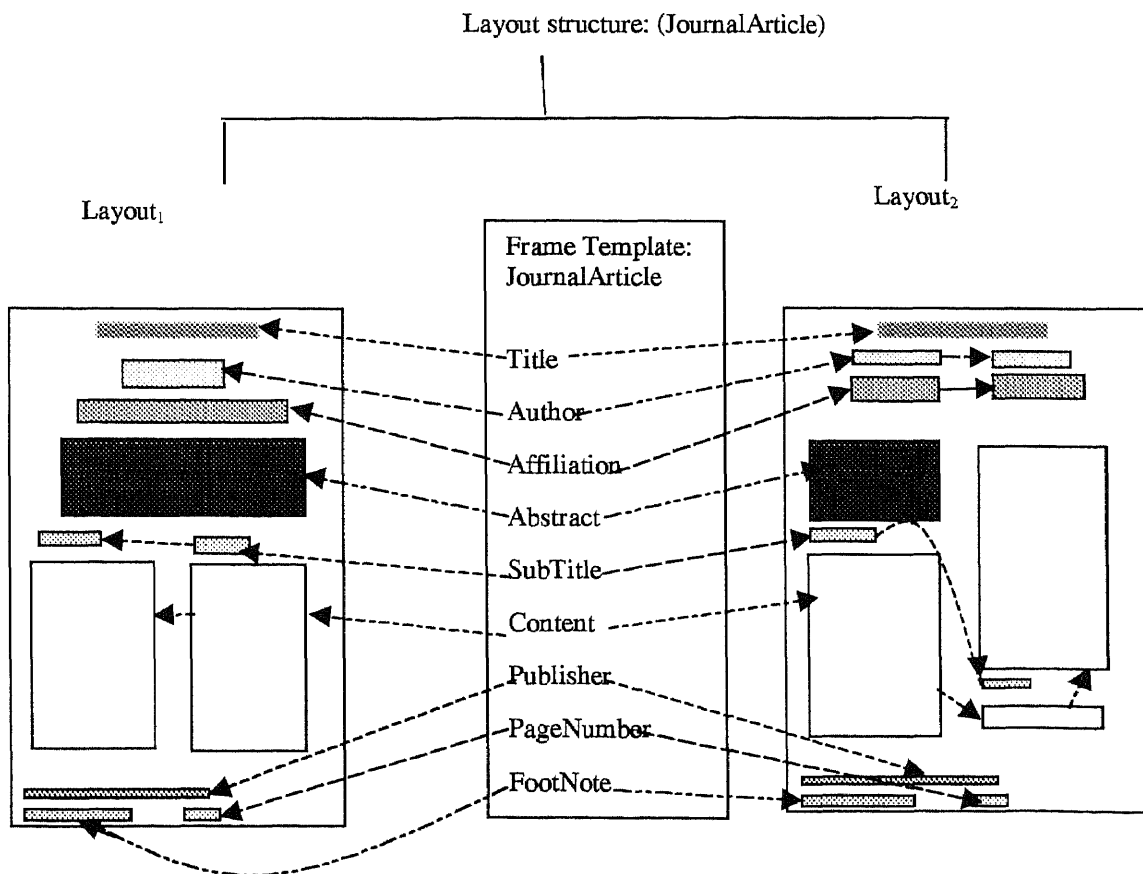 Layout structure: (JournalArticle)
Layout₁
Layout₂
Frame Template:
JournalArticle
Title
Author
Affiliation
Abstract
SubTitle
Content
Publisher
PageNumber
FootNote